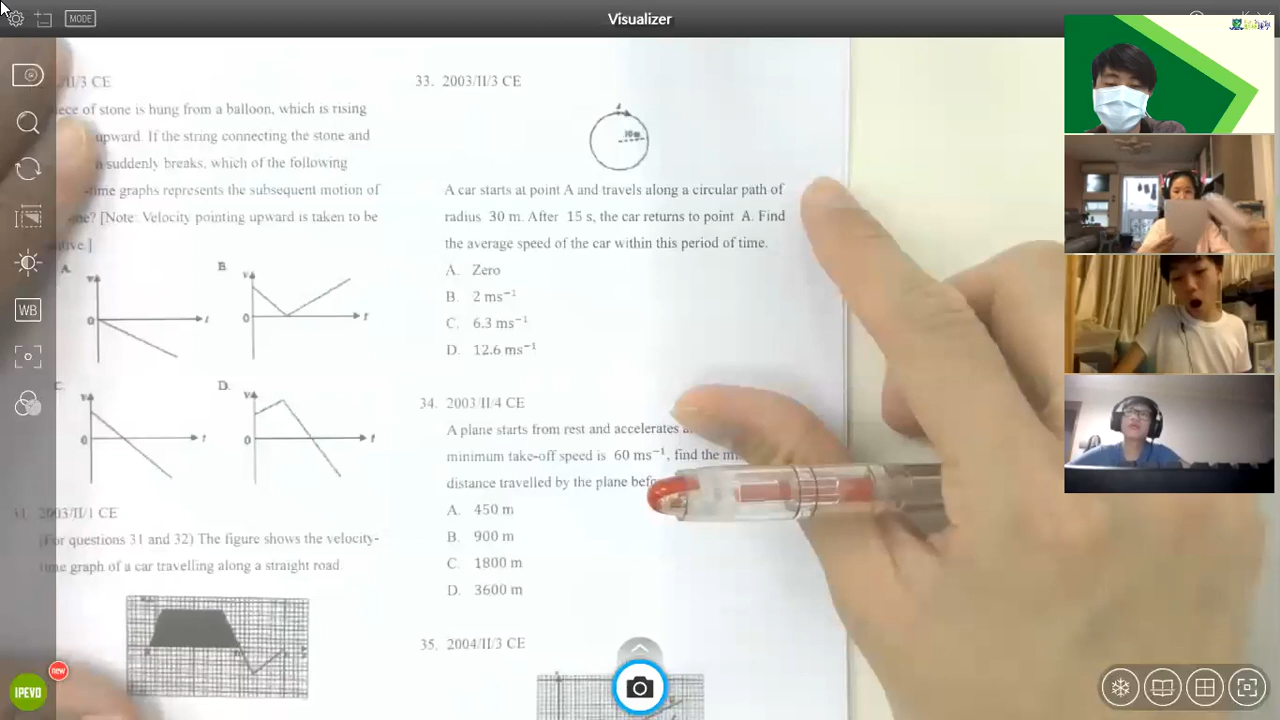 MODE
Visualizer
II/3 CE
of stone is hung from a balloon, which is rising
upward. If the string connecting the stone and
suddenly breaks, which of the following
-time graphs represents the subsequent motion of
[Note: Velocity pointing upward is taken to be
A.
v
0
t
B.
v
0
t
C.
v
0
t
D.
v
0
t
2003/II/1 CE
(For questions 31 and 32) The figure shows the velocity-
time graph of a car travelling along a straight road
33. 2003/II/3 CE
A
A car starts at point A and travels along a circular path of
radius 30 m. After 15 s, the car returns to point A. Find
the average speed of the car within this period of time.
A. Zero
B. 2 ms⁻¹
C. 6.3 ms⁻¹
D. 12.6 ms⁻¹
34. 2003/II/4 CE
A plane starts from rest and accelerates
minimum take-off speed is 60 ms⁻¹, find the
distance travelled by the plane
A. 450 m
B. 900 m
C. 1800 m
D. 3600 m
35. 2004/II/3 CE
WB
new
IPEVO